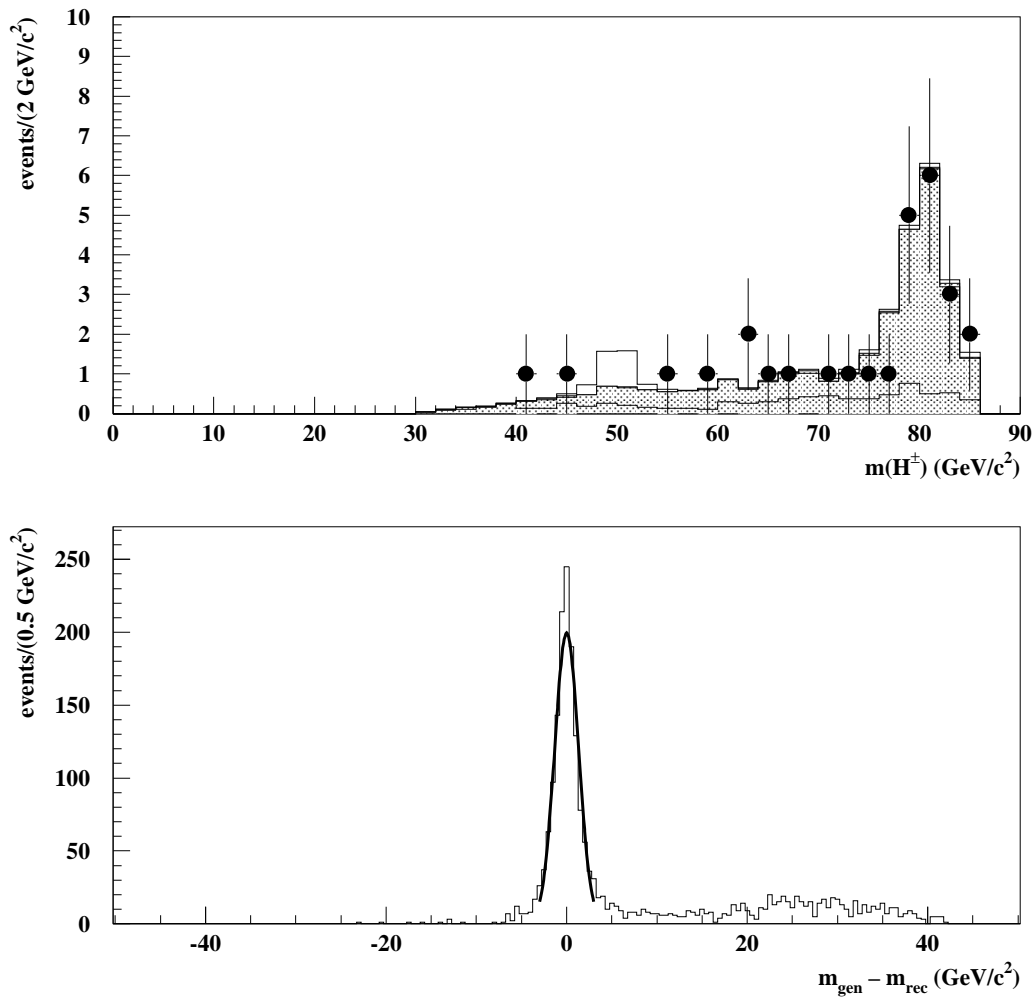 events/(2 GeV/c²)
10
9
8
7
6
5
4
3
2
1
0
0 10 20 30 40 50 60 70 80 90
m(H±) (GeV/c²)
events/(0.5 GeV/c²)
250
200
150
100
50
0
-40 -20 0 20 40
m_gen – m_rec (GeV/c²)